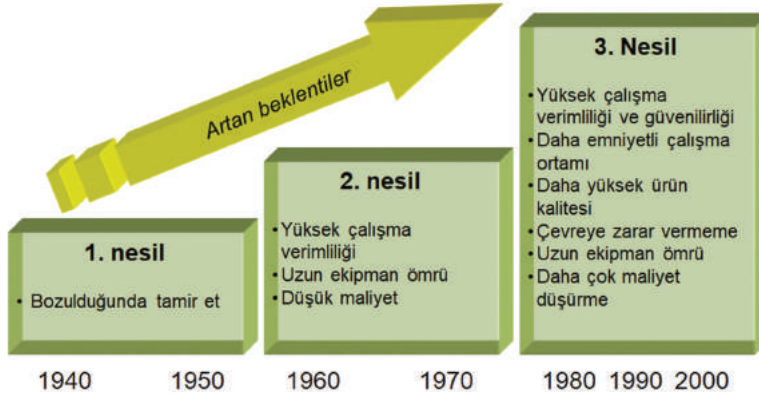 Artan beklentiler
1. nesil
• Bozulduğunda tamir et
2. nesil
• Yüksek çalışma
verimliliği
• Uzun ekipman ömrü
• Düşük maliyet
3. Nesil
• Yüksek çalışma
verimliliği ve güvenilirliği
• Daha emniyetli çalışma
ortamı
• Daha yüksek ürün
kalitesi
• Çevreye zarar vermeme
• Uzun ekipman ömrü
• Daha çok maliyet
düşürme
1940 1950 1960 1970 1980 1990 2000